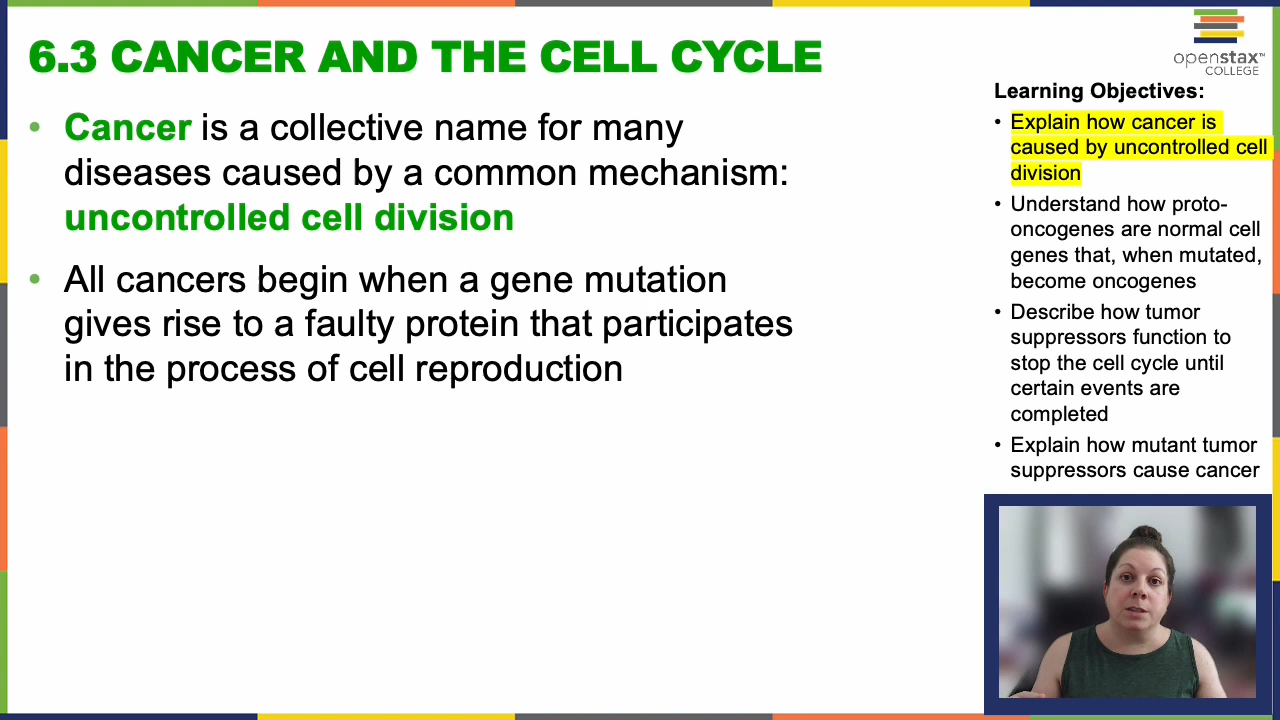 6.3 CANCER AND THE CELL CYCLE
• Cancer is a collective name for many
diseases caused by a common mechanism:
uncontrolled cell division
• All cancers begin when a gene mutation
gives rise to a faulty protein that participates
in the process of cell reproduction
openstax™
COLLEGE
Learning Objectives:
• Explain how cancer is
caused by uncontrolled cell
division
• Understand how proto-
oncogenes are normal cell
genes that, when mutated,
become oncogenes
• Describe how tumor
suppressors function to
stop the cell cycle until
certain events are
completed
• Explain how mutant tumor
suppressors cause cancer